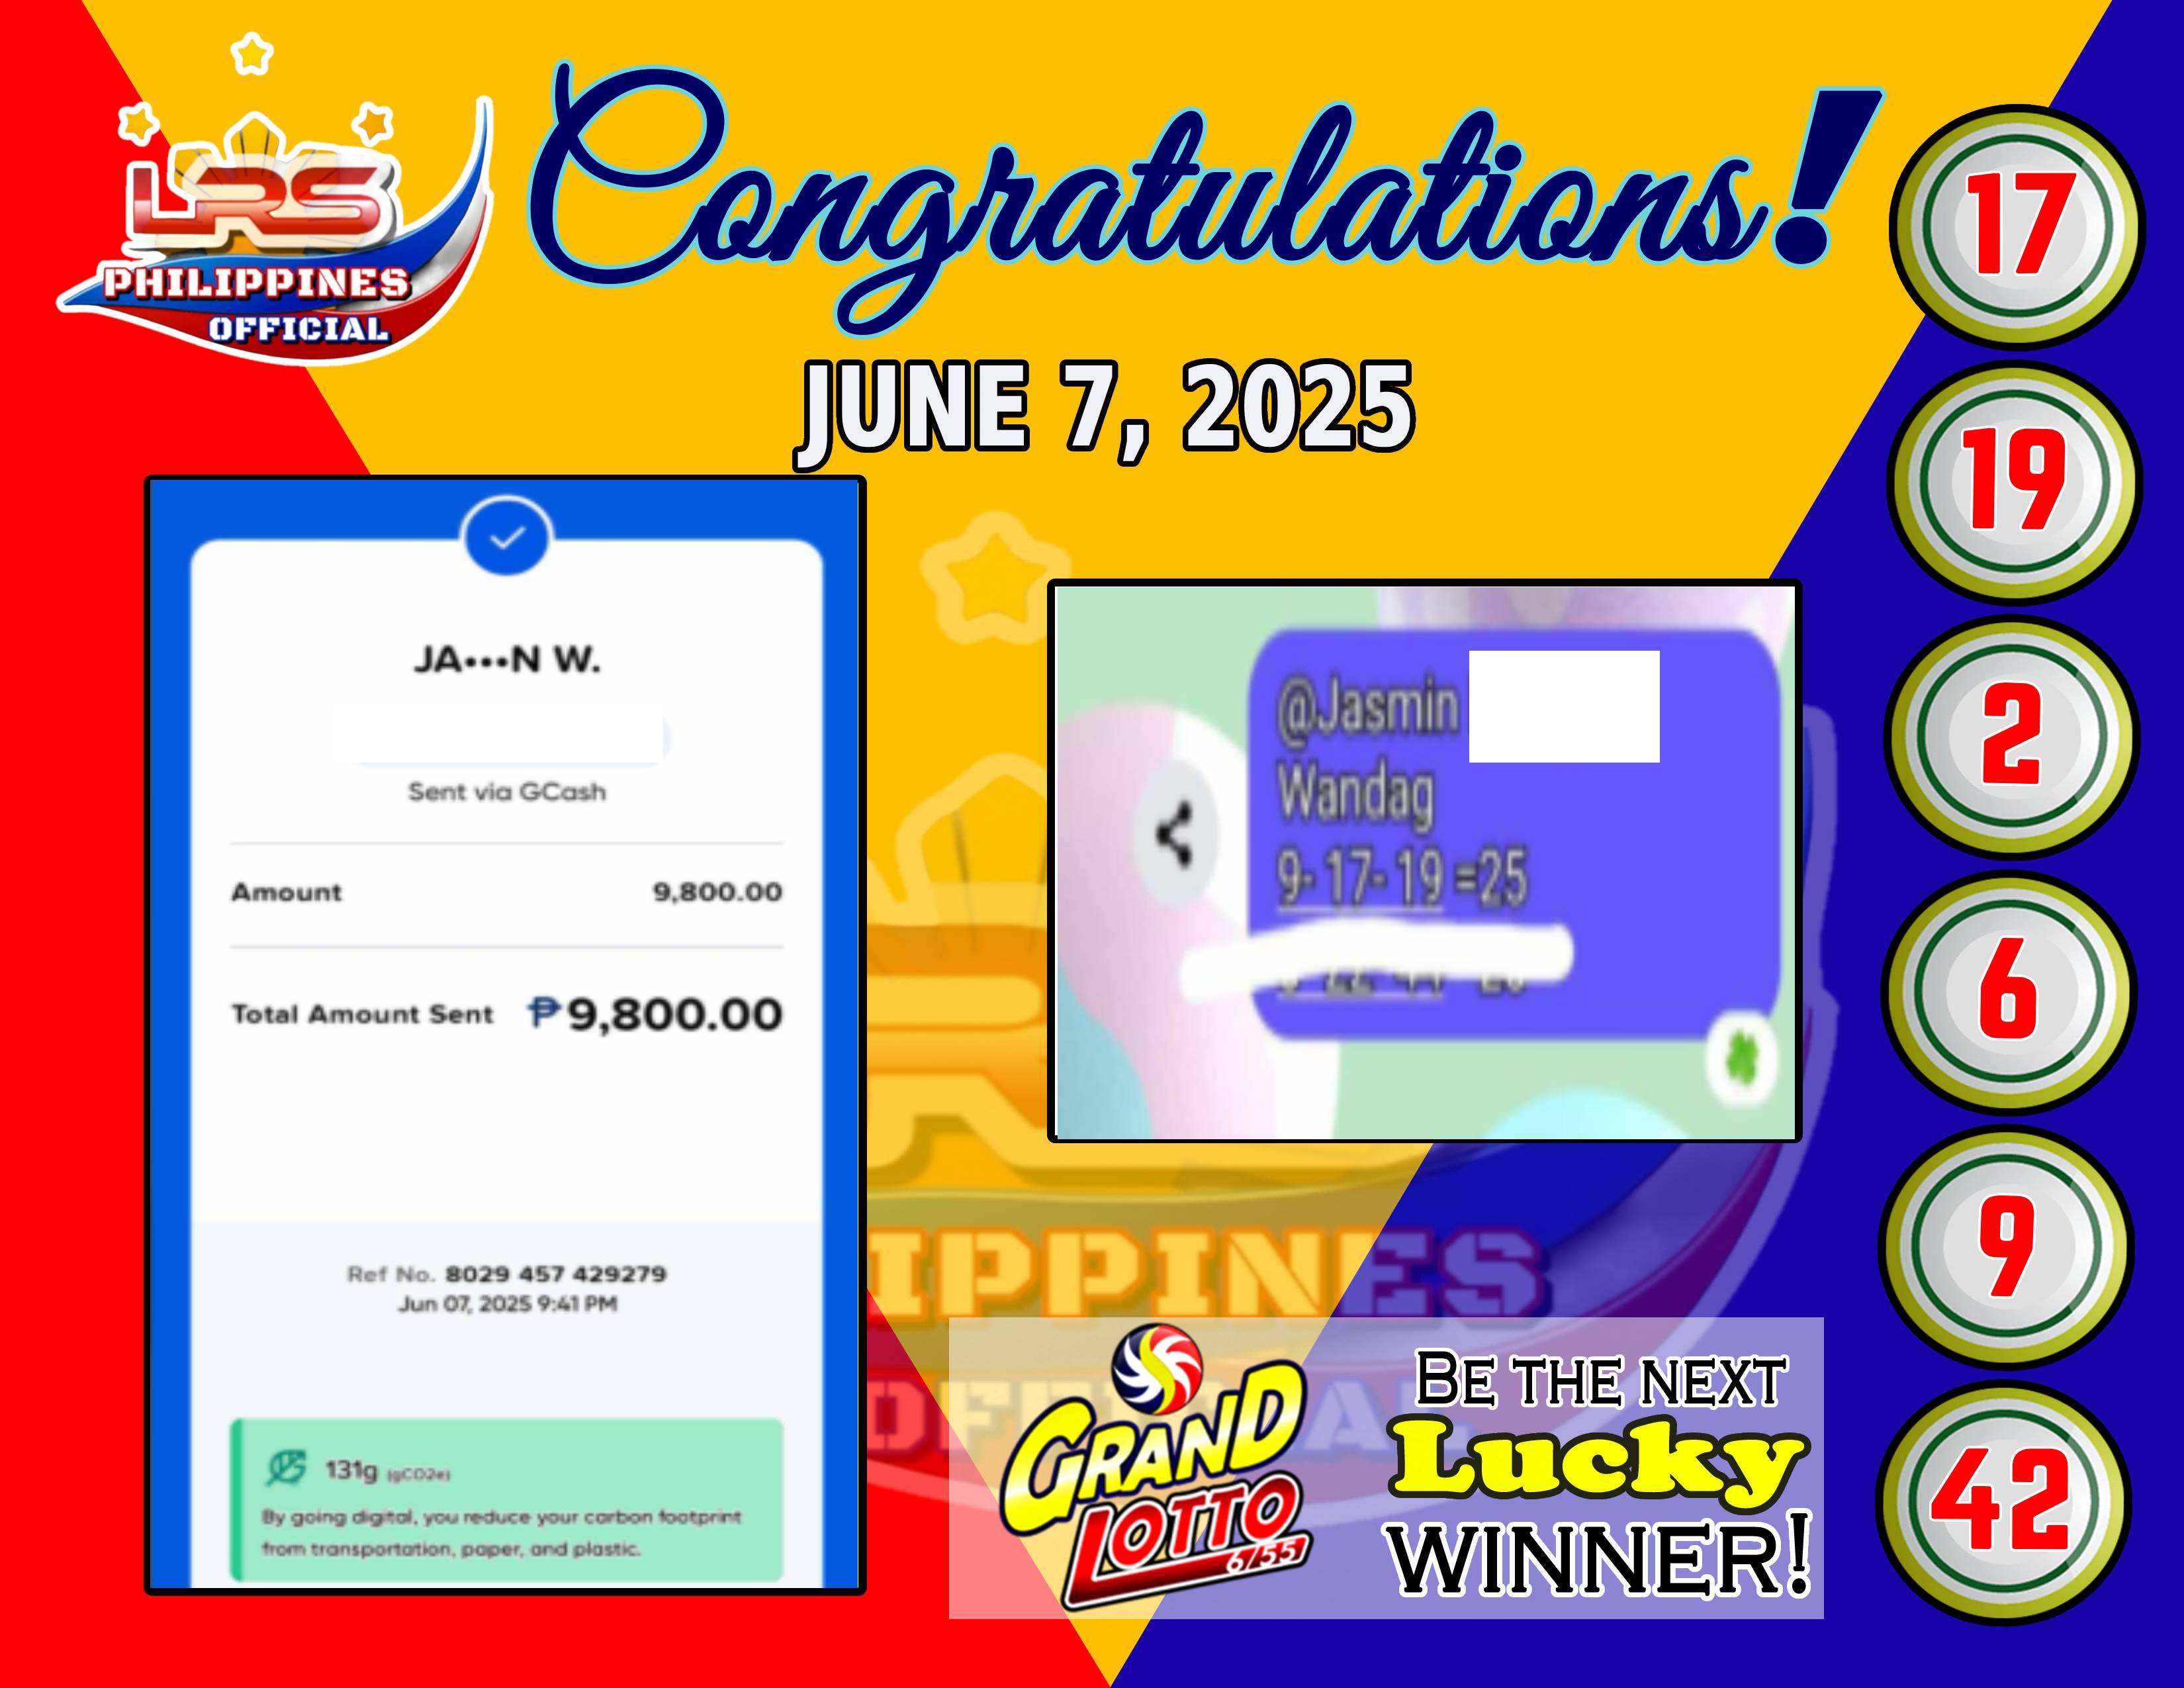 LRS
PHILIPPINES
OFFICIAL
Congratulations!
JUNE 7, 2025
JA•••N W.
Sent via GCash
Amount 9,800.00
Total Amount Sent ₱9,800.00
Ref No. 8029 457 429279
Jun 07, 2025 9:41 PM
131g (gCO2e)
By going digital, you reduce your carbon footprint
from transportation, paper, and plastic.
@Jasmin
Wandag
9- 17- 19 =25
GRAND
LOTTO
6/55
BE THE NEXT
Lucky
WINNER!
17
19
2
6
9
42